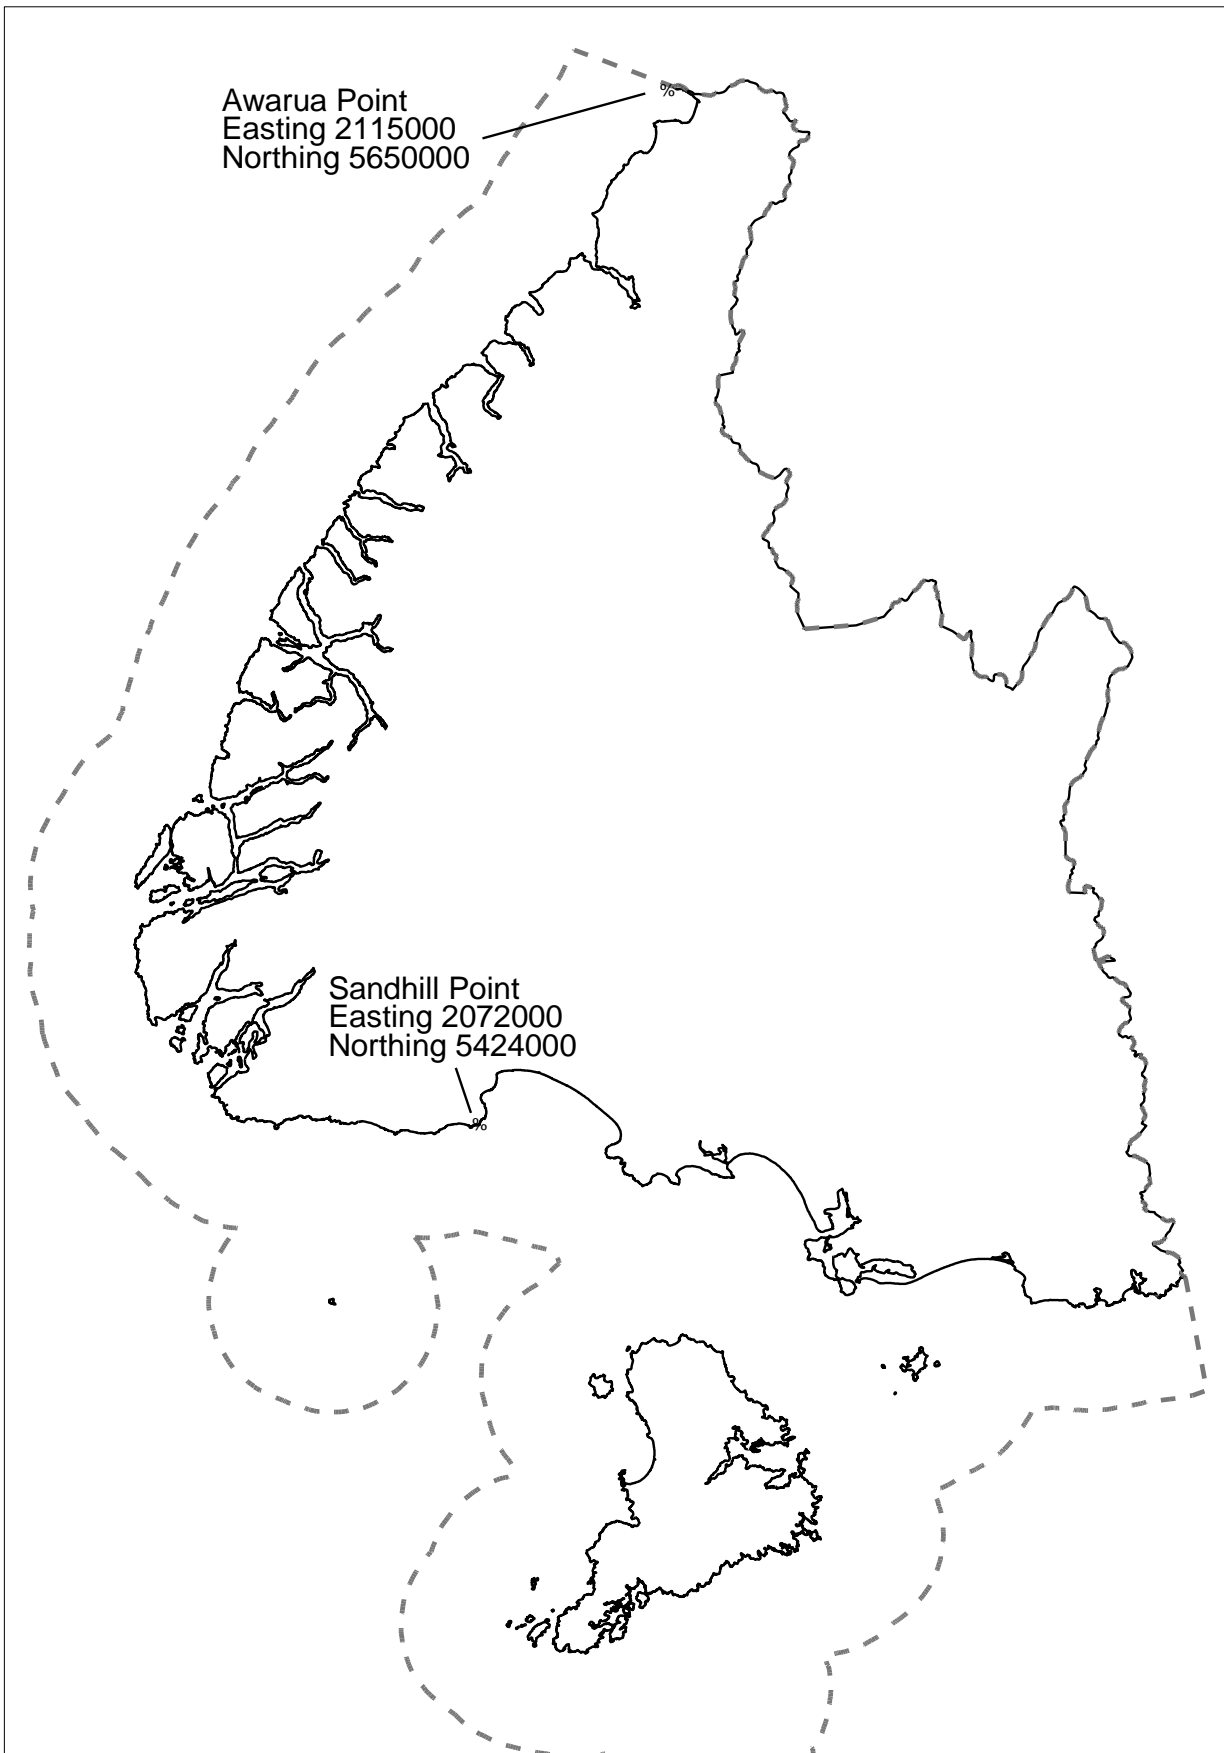 Awarua Point
Easting 2115000
Northing 5650000
%
Sandhill Point
Easting 2072000
Northing 5424000
%